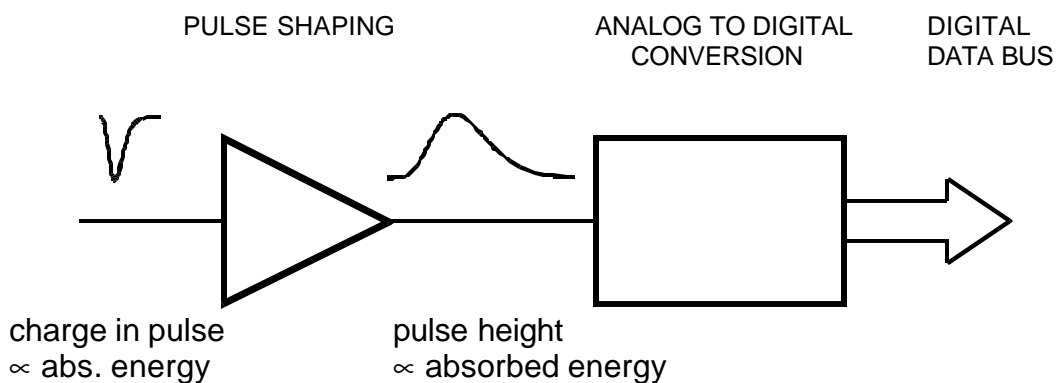 PULSE SHAPING
ANALOG TO DIGITAL
CONVERSION
DIGITAL
DATA BUS
charge in pulse
∝ abs. energy
pulse height
∝ absorbed energy